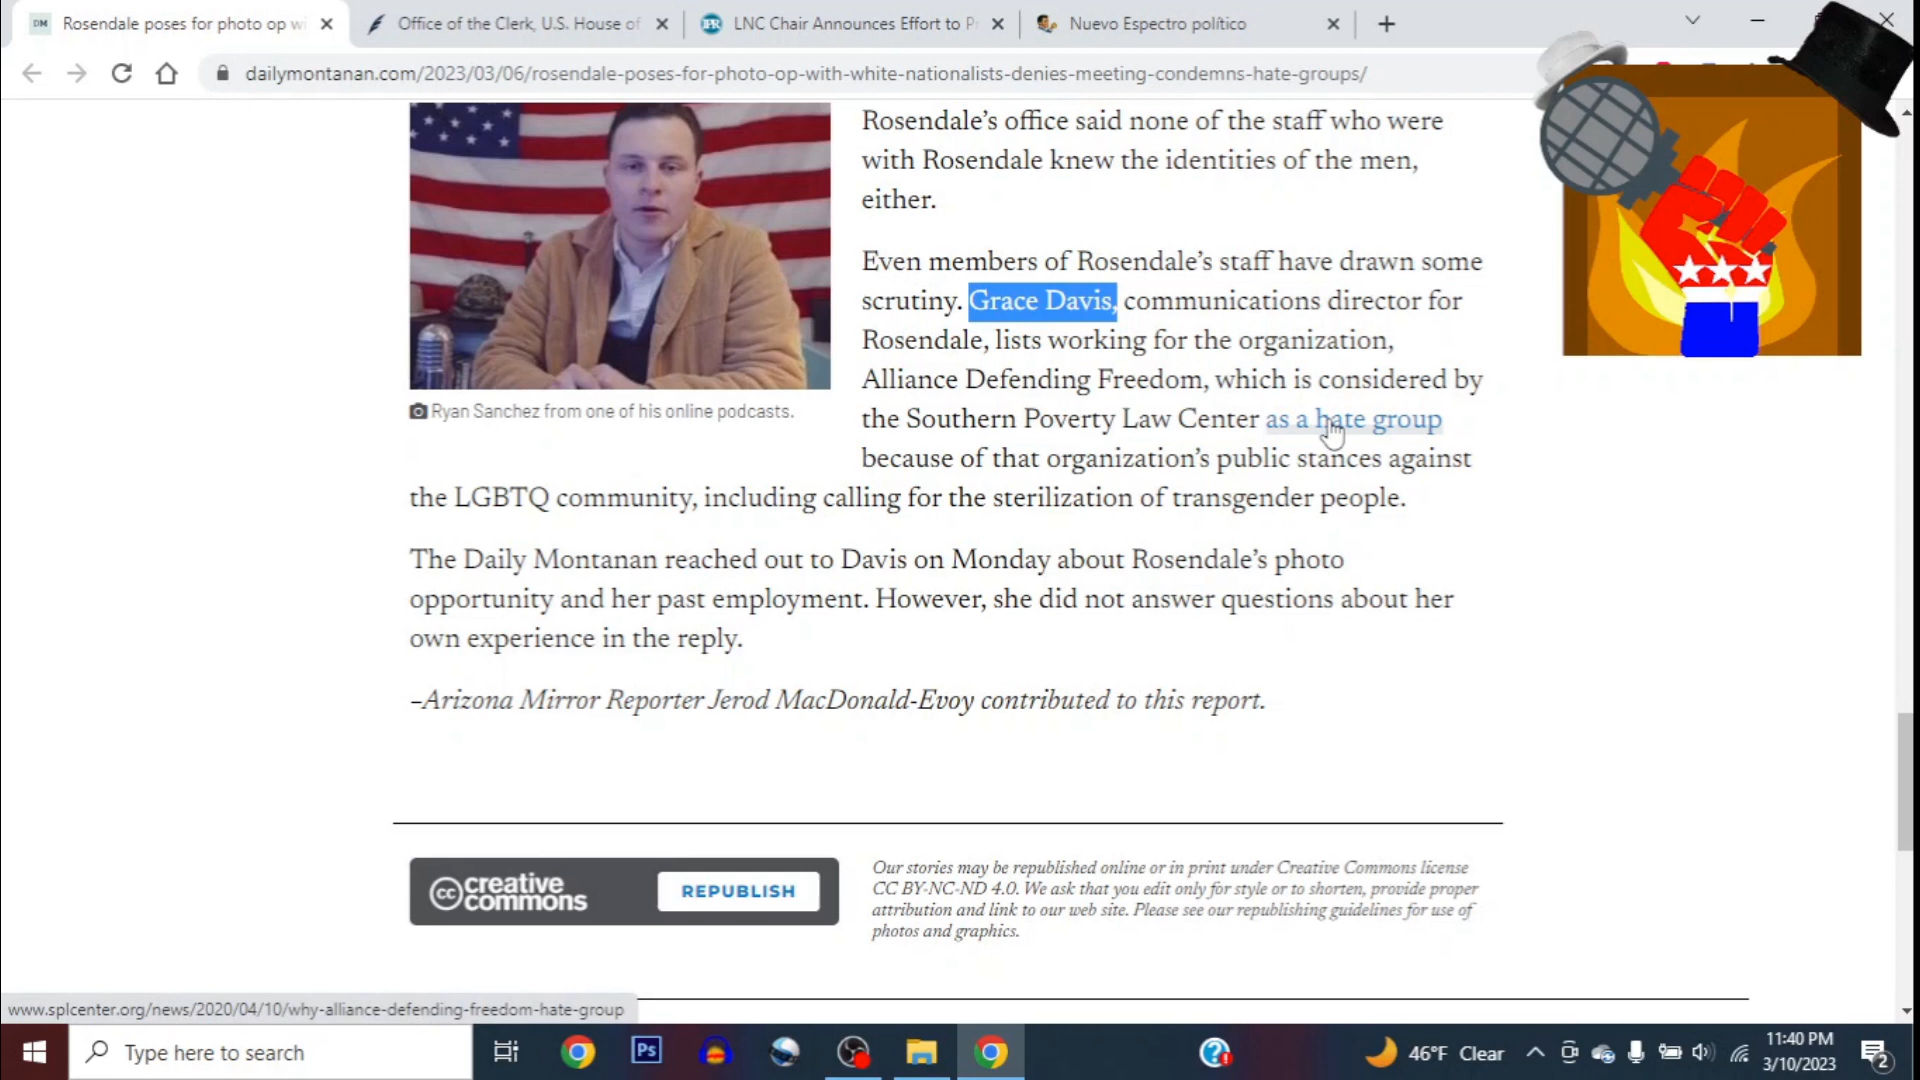 DM Rosendale poses for photo op wi
Office of the Clerk, U.S. House of
IPR LNC Chair Announces Effort to P
Nuevo Espectro político
dailymontanan.com/2023/03/06/rosendale-poses-for-photo-op-with-white-nationalists-denies-meeting-condemns-hate-groups/
Rosendale’s office said none of the staff who were
with Rosendale knew the identities of the men,
either.
Even members of Rosendale’s staff have drawn some
scrutiny. Grace Davis, communications director for
Rosendale, lists working for the organization,
Alliance Defending Freedom, which is considered by
the Southern Poverty Law Center as a hate group
because of that organization’s public stances against
the LGBTQ community, including calling for the sterilization of transgender people.
Ryan Sanchez from one of his online podcasts.
The Daily Montanan reached out to Davis on Monday about Rosendale’s photo
opportunity and her past employment. However, she did not answer questions about her
own experience in the reply.
–Arizona Mirror Reporter Jerod MacDonald-Evoy contributed to this report.
cc creative
commons
REPUBLISH
Our stories may be republished online or in print under Creative Commons license
CC BY-NC-ND 4.0. We ask that you edit only for style or to shorten, provide proper
attribution and link to our web site. Please see our republishing guidelines for use of
photos and graphics.
www.splcenter.org/news/2020/04/10/why-alliance-defending-freedom-hate-group
Type here to search
Ps
46°F Clear
11:40 PM
3/10/2023
2